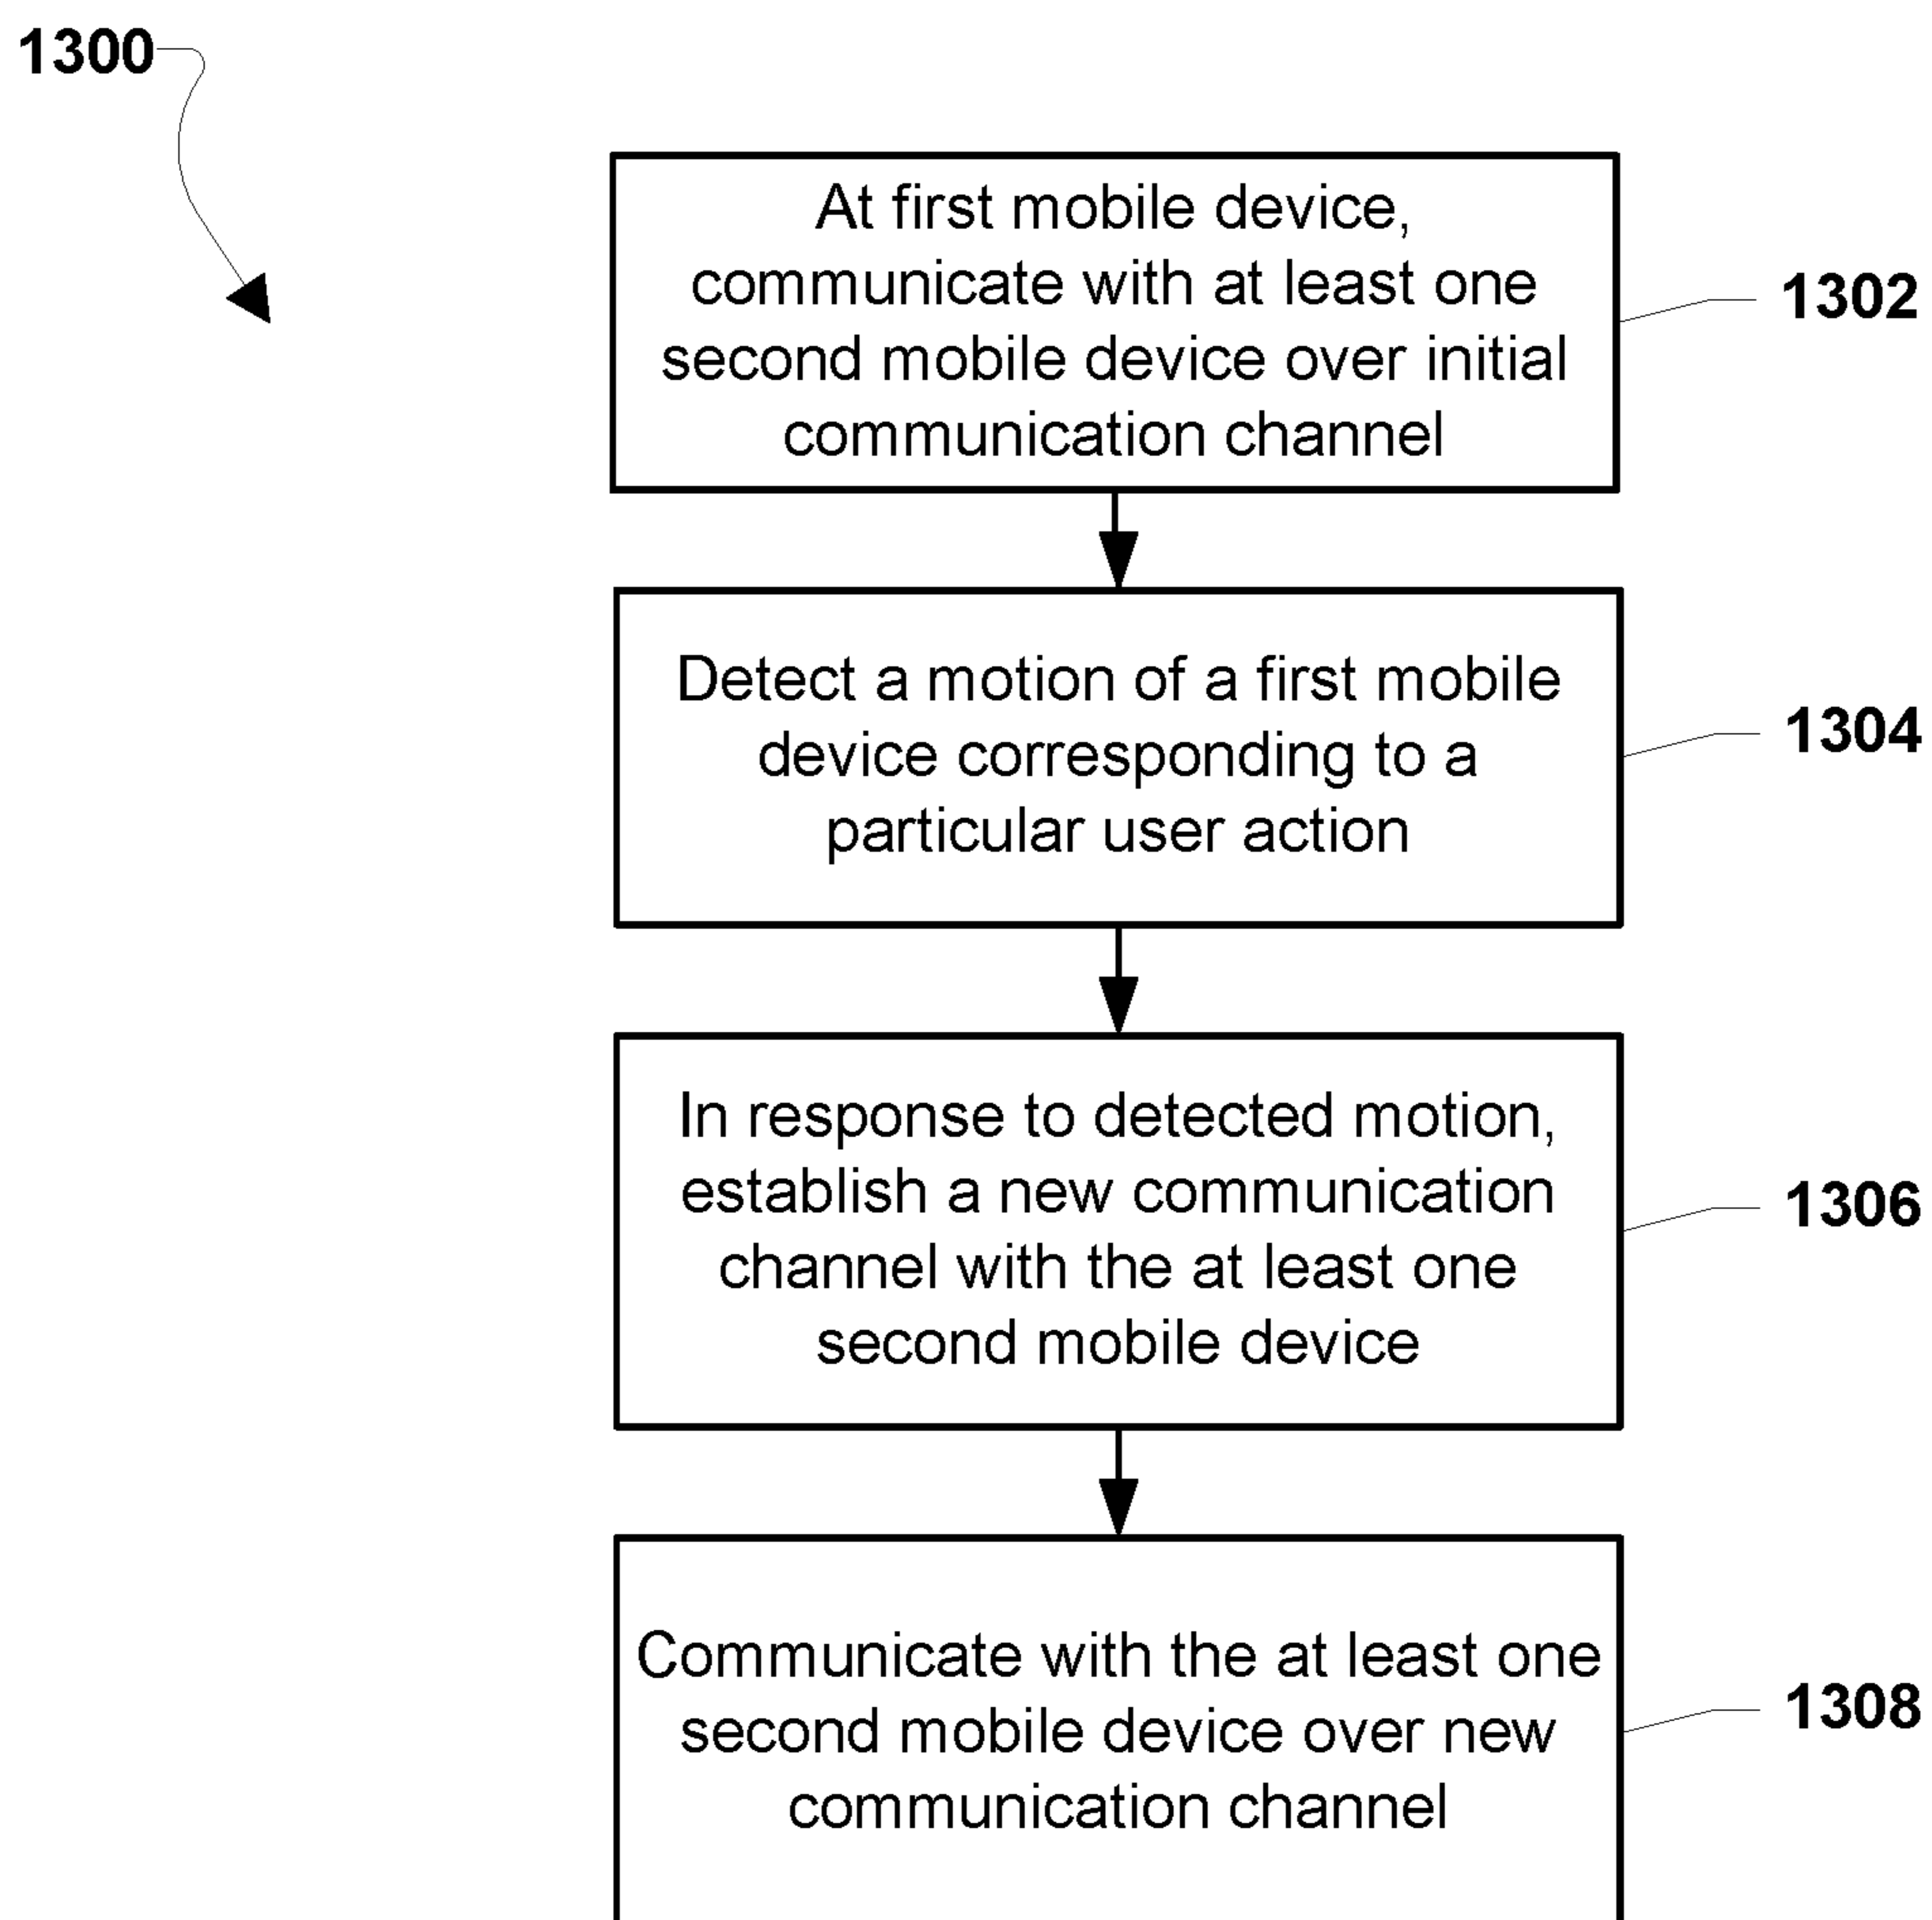 1300
At first mobile device,
communicate with at least one
second mobile device over initial
communication channel
1302
Detect a motion of a first mobile
device corresponding to a
particular user action
1304
In response to detected motion,
establish a new communication
channel with the at least one
second mobile device
1306
Communicate with the at least one
second mobile device over new
communication channel
1308